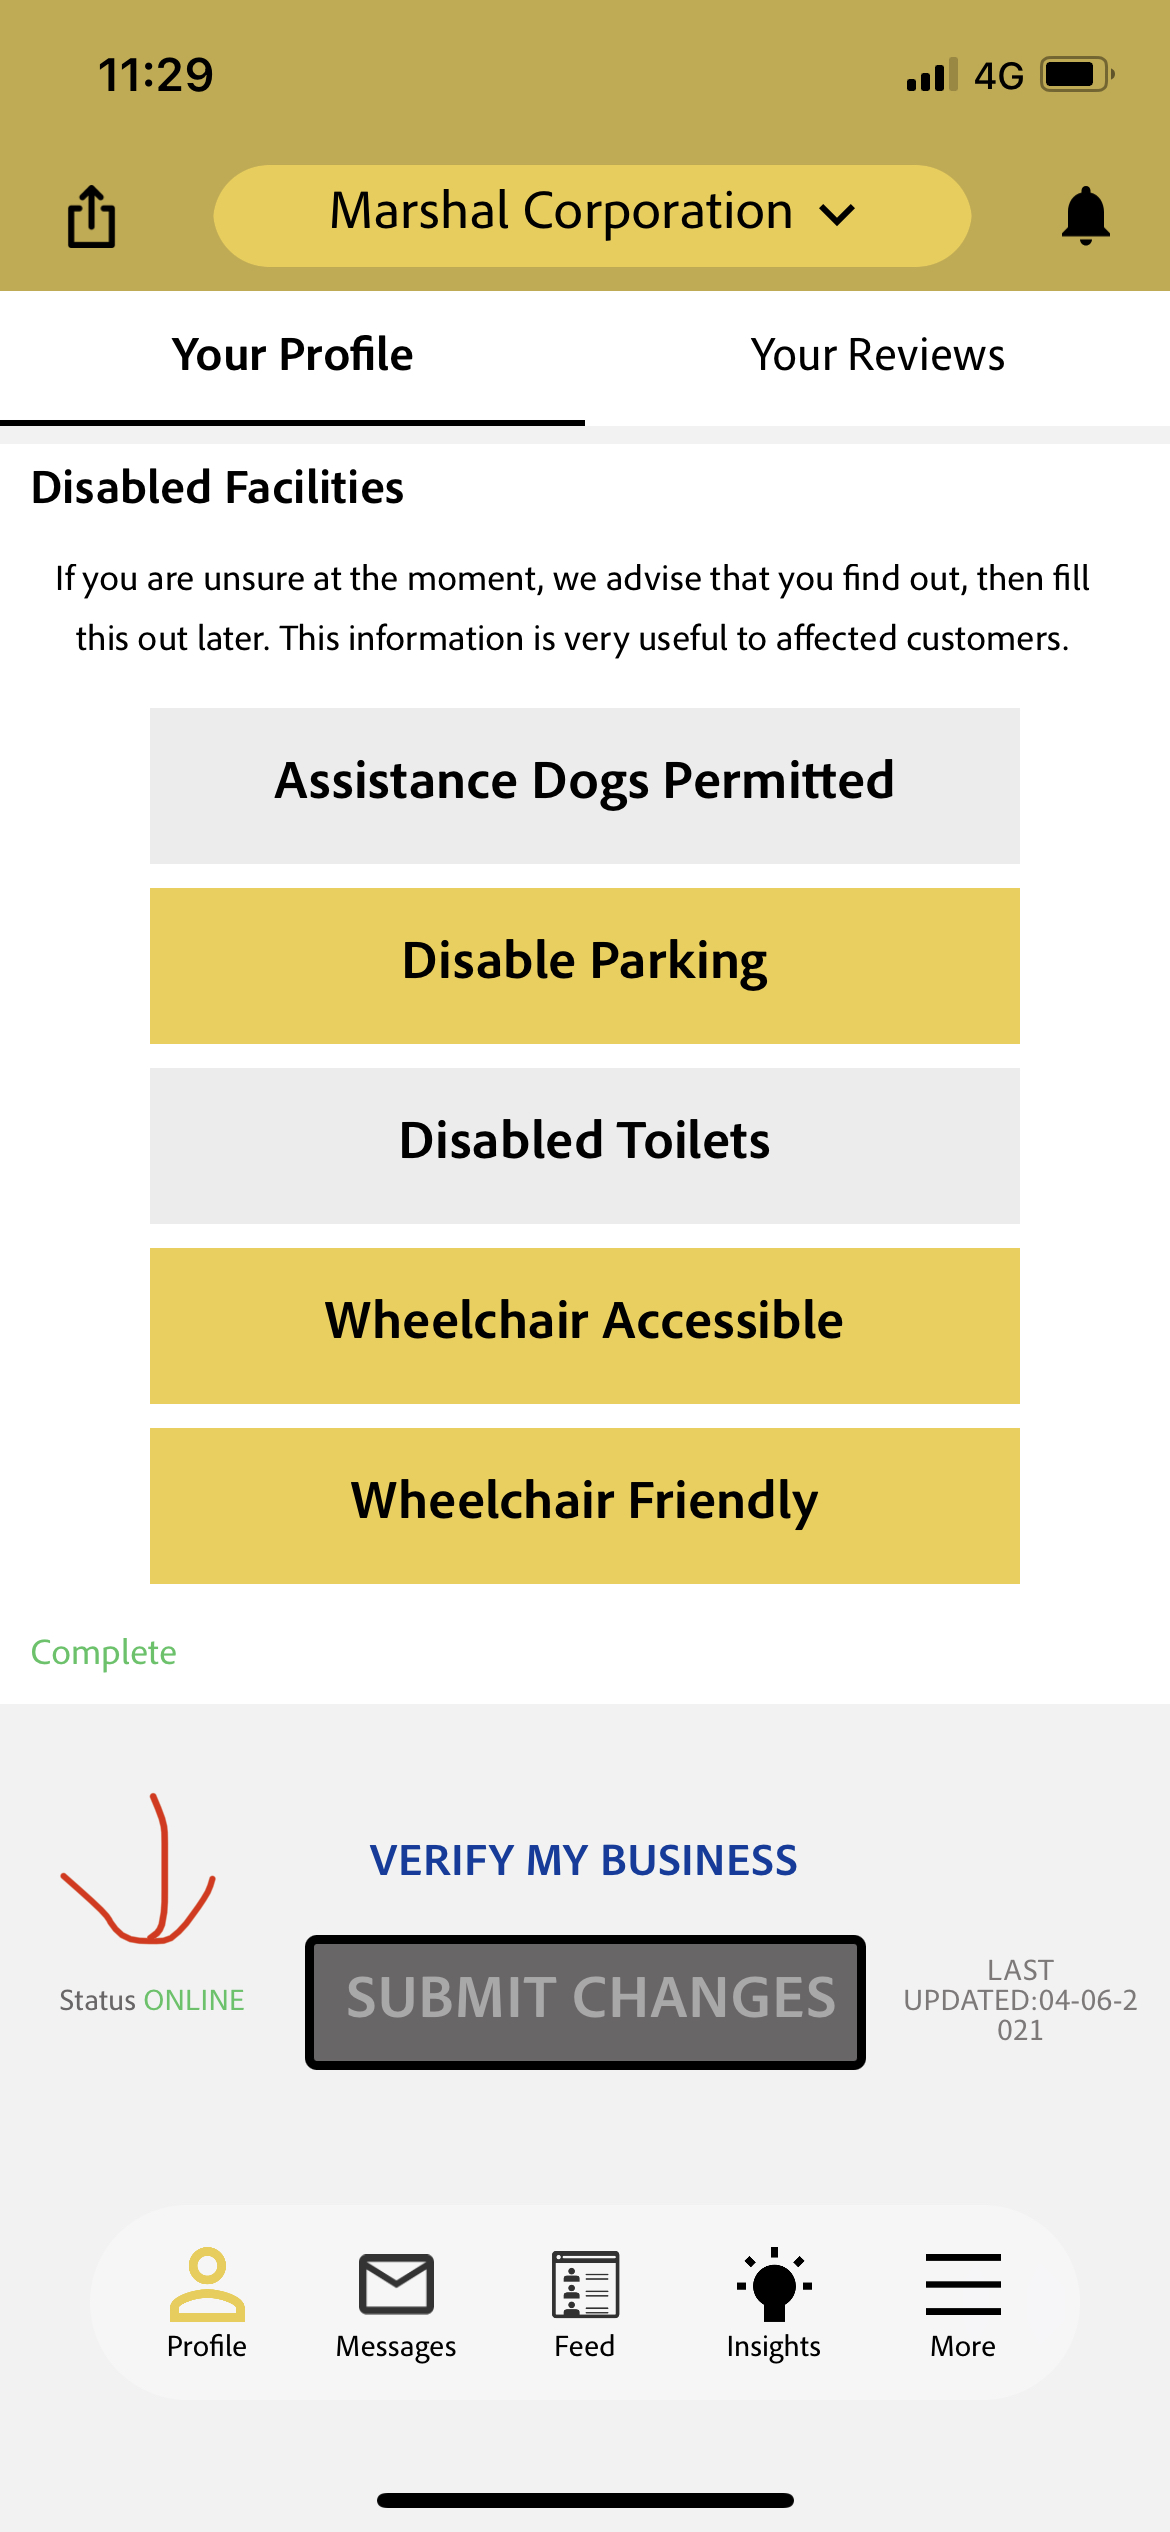 11:29
4G
Marshal Corporation
Your Profile
Your Reviews
Disabled Facilities
If you are unsure at the moment, we advise that you find out, then fill
this out later. This information is very useful to affected customers.
Assistance Dogs Permitted
Disable Parking
Disabled Toilets
Wheelchair Accessible
Wheelchair Friendly
Complete
VERIFY MY BUSINESS
Status ONLINE
SUBMIT CHANGES
LAST
UPDATED:04-06-2
021
Profile
Messages
Feed
Insights
More